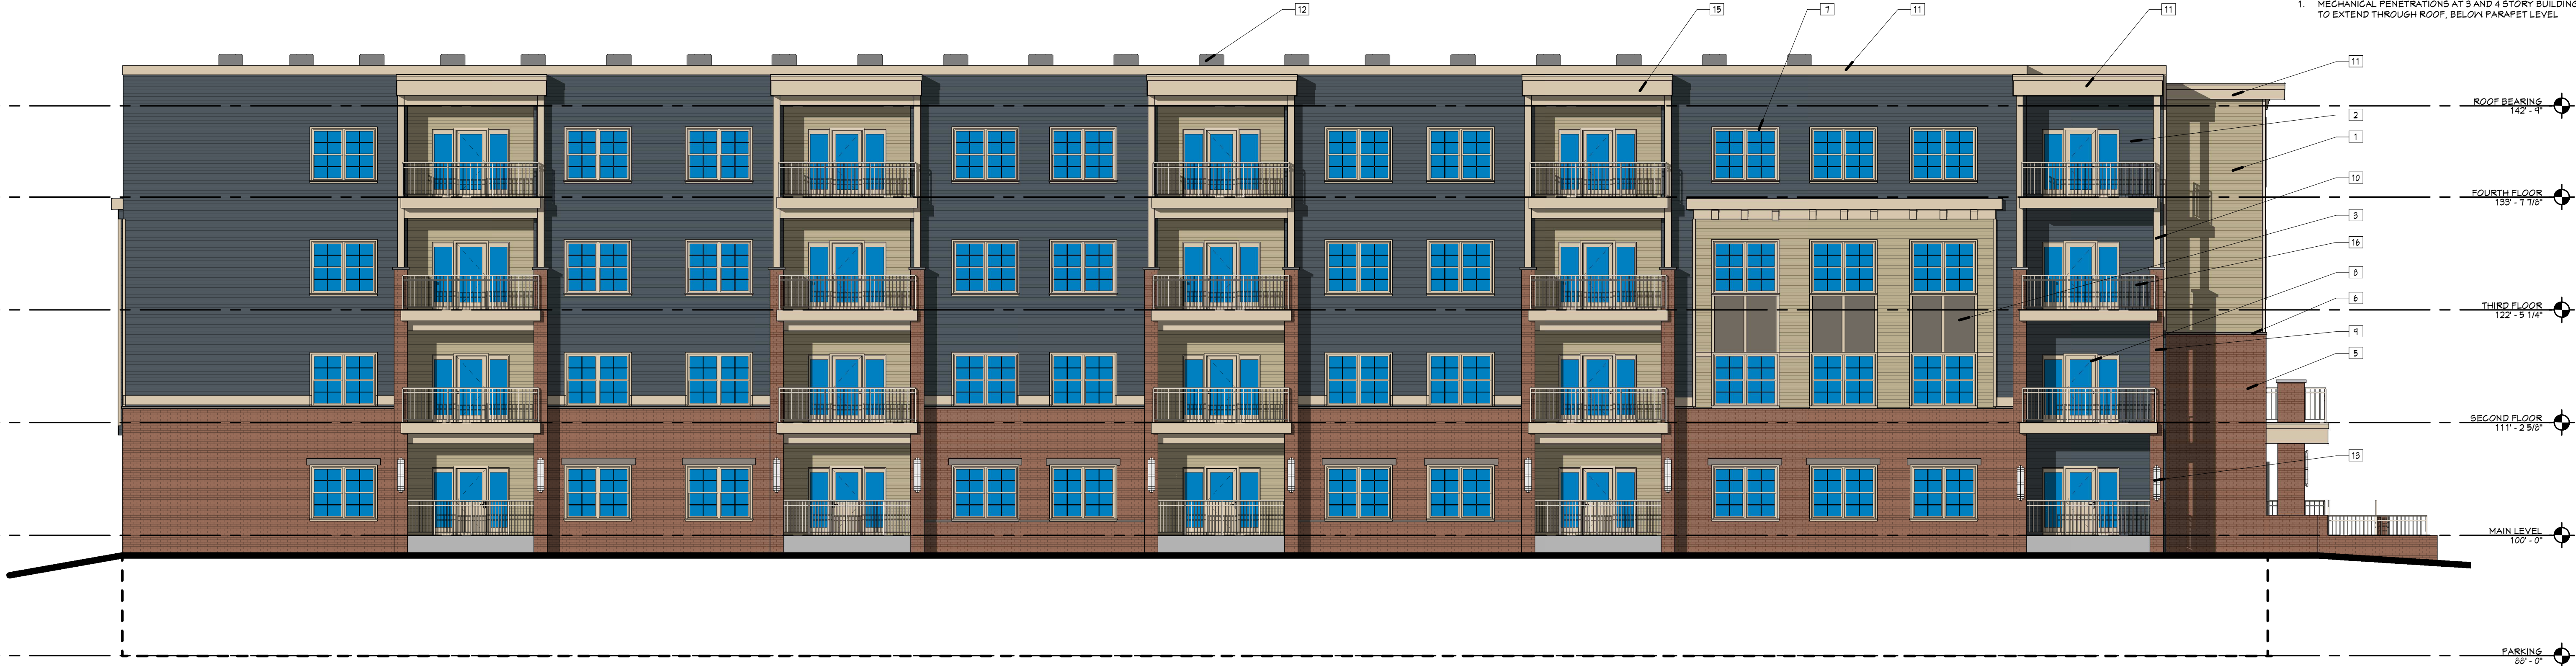 12
15
7
11
11
1. MECHANICAL PENETRATIONS AT 3 AND 4 STORY BUILDING
TO EXTEND THROUGH ROOF, BELOW PARAPET LEVEL
11
ROOF BEARING
142' - 9"
2
1
10
FOURTH FLOOR
133' - 7 7/8"
3
16
8
6
THIRD FLOOR
122' - 5 1/4"
9
5
SECOND FLOOR
111' - 2 5/8"
13
MAIN LEVEL
100' - 0"
PARKING
88' - 0"